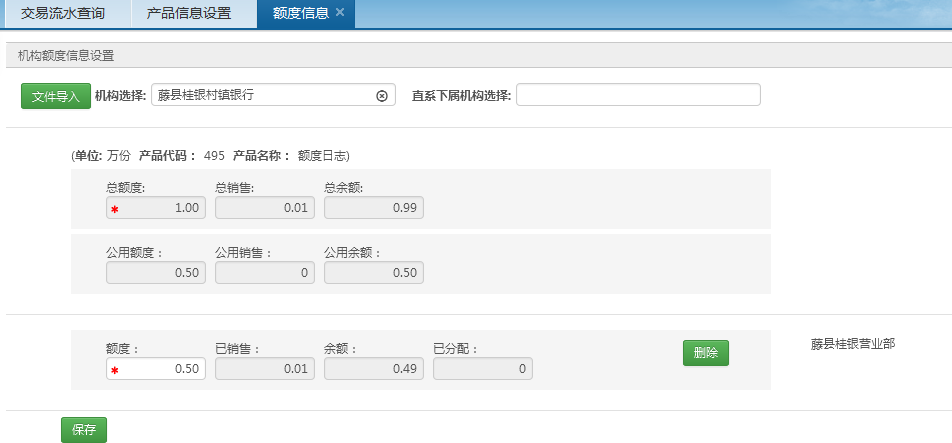 交易流水查询 产品信息设置 额度信息 ×
机构额度信息设置
文件导入 机构选择: 藤县桂银村镇银行 直系下属机构选择:
(单位: 万份 产品代码： 495 产品名称： 额度日志)
总额度: 总销售: 总余额:
* 1.00 0.01 0.99
公用额度： 公用销售： 公用余额：
0.50 0 0.50
额度： 已销售： 余额： 已分配：
* 0.50 0.01 0.49 0 删除 藤县桂银营业部
保存